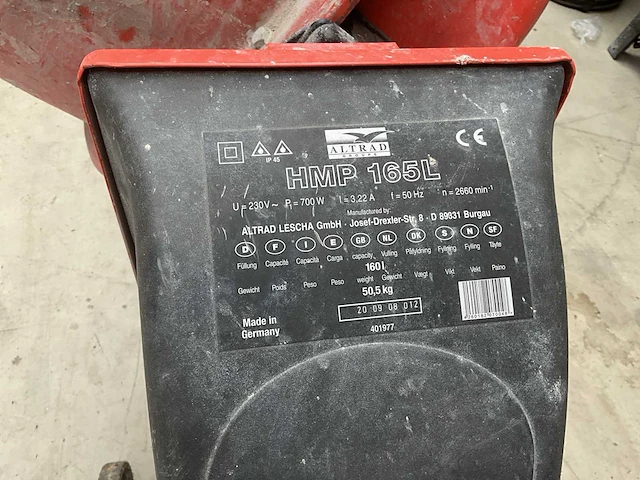 IP 45
ALTRAD
CE
HMP 165L
U = 230V ~ P₁ = 700 W I = 3,22 A f = 50 Hz n = 2660 min⁻¹
Manufactured by:
ALTRAD LESCHA GmbH · Josef-Drexler-Str. 8 · D 89331 Burgau
D F I E GB NL DK S N SF
Füllung Capacité Capacità Carga capacity Vulling Påfyldning Fyllning Fylling Täyte
160 l
Gewicht Poids Peso Peso weight Gewicht Vægt Vikt Vekt Paino
50,5 kg
20 09 08 012
Made in
Germany
401977